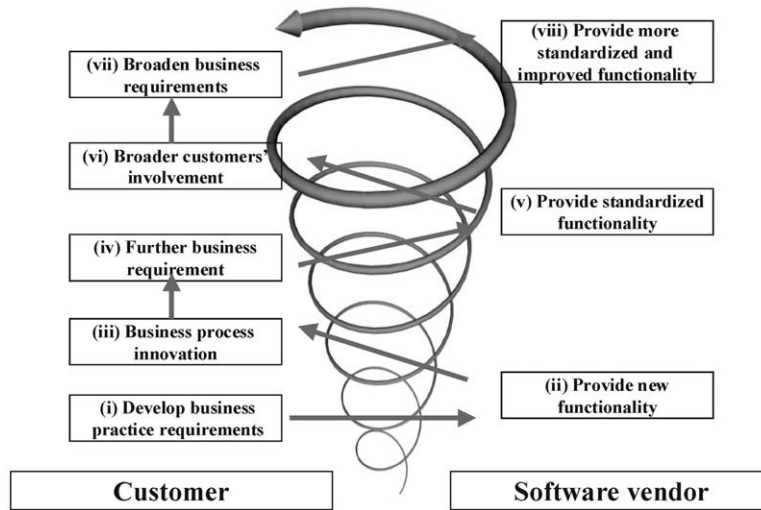 (vii) Broaden business
requirements
(viii) Provide more
standardized and
improved functionality
(vi) Broader customers'
involvement
(v) Provide standardized
functionality
(iv) Further business
requirement
(iii) Business process
innovation
(ii) Provide new
functionality
(i) Develop business
practice requirements
Customer
Software vendor